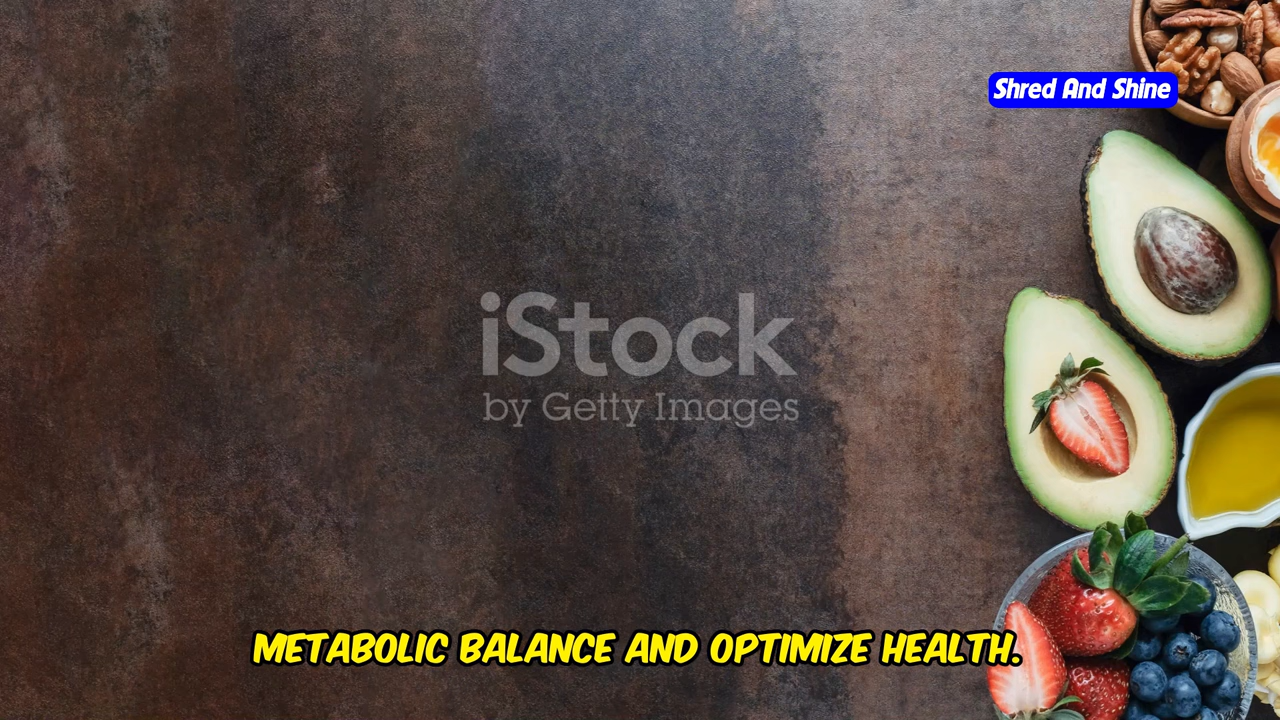 Shred And Shine
iStock
by Getty Images
METABOLIC BALANCE AND OPTIMIZE HEALTH.